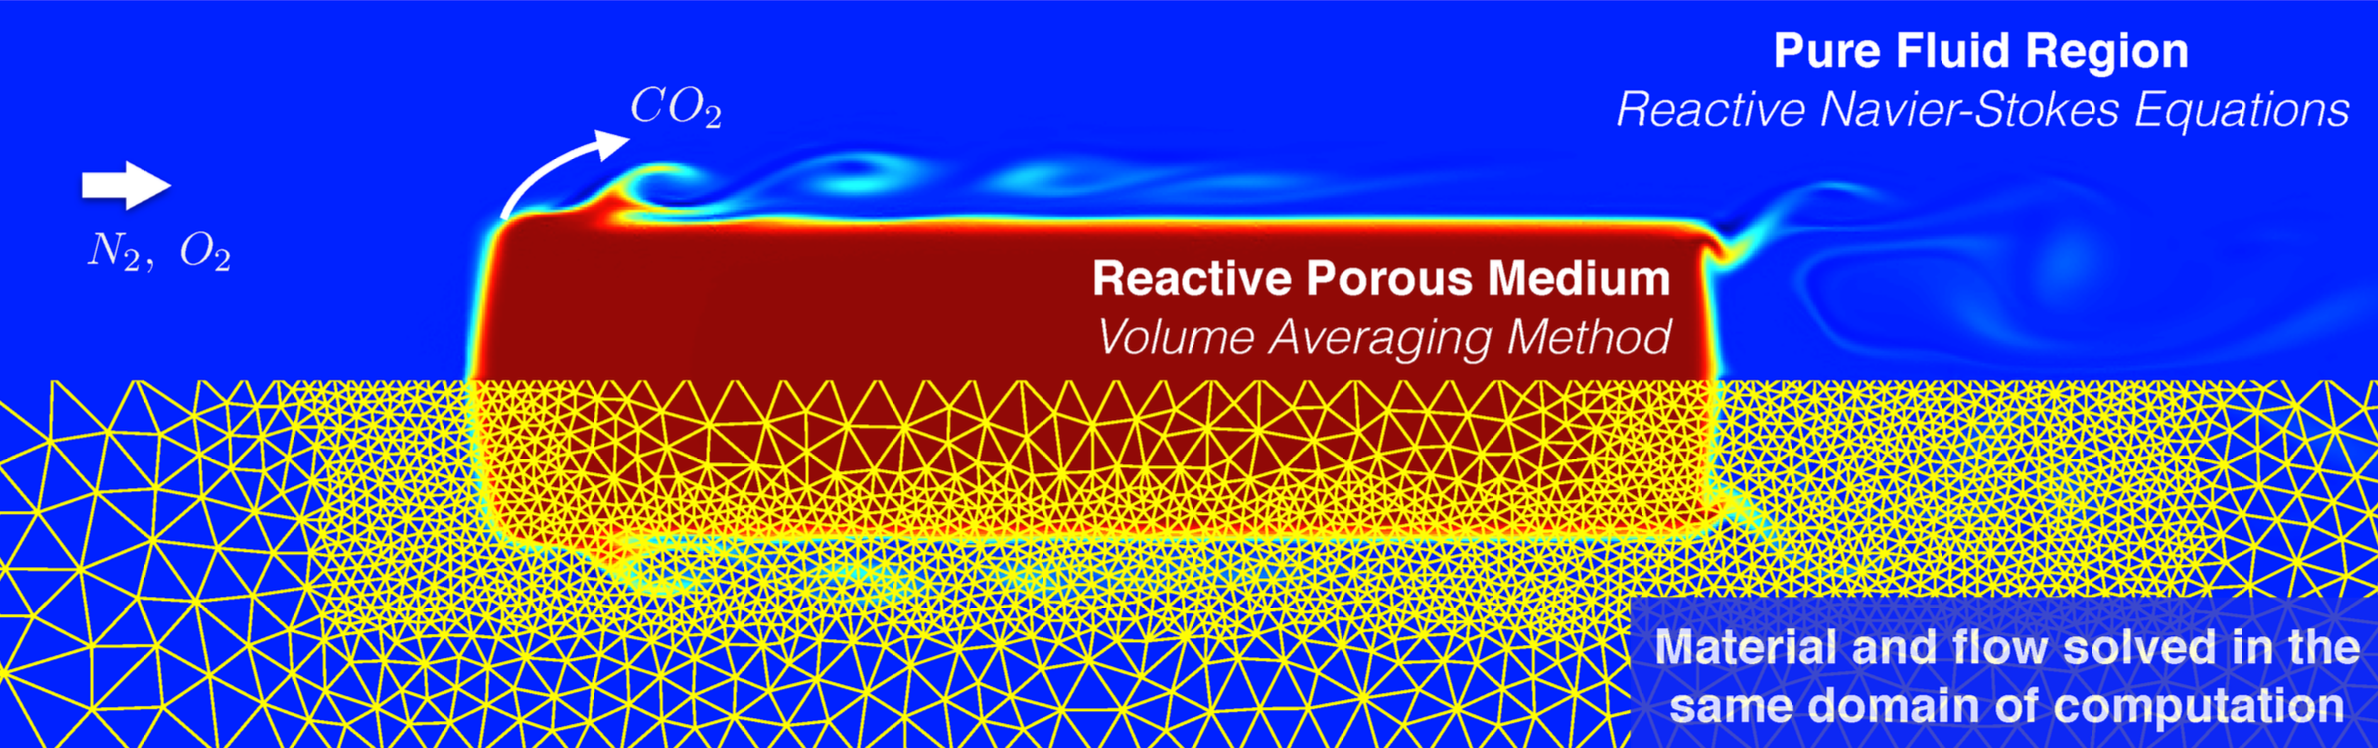 Pure Fluid Region
Reactive Navier-Stokes Equations
CO₂
N₂, O₂
Reactive Porous Medium
Volume Averaging Method
Material and flow solved in the
same domain of computation